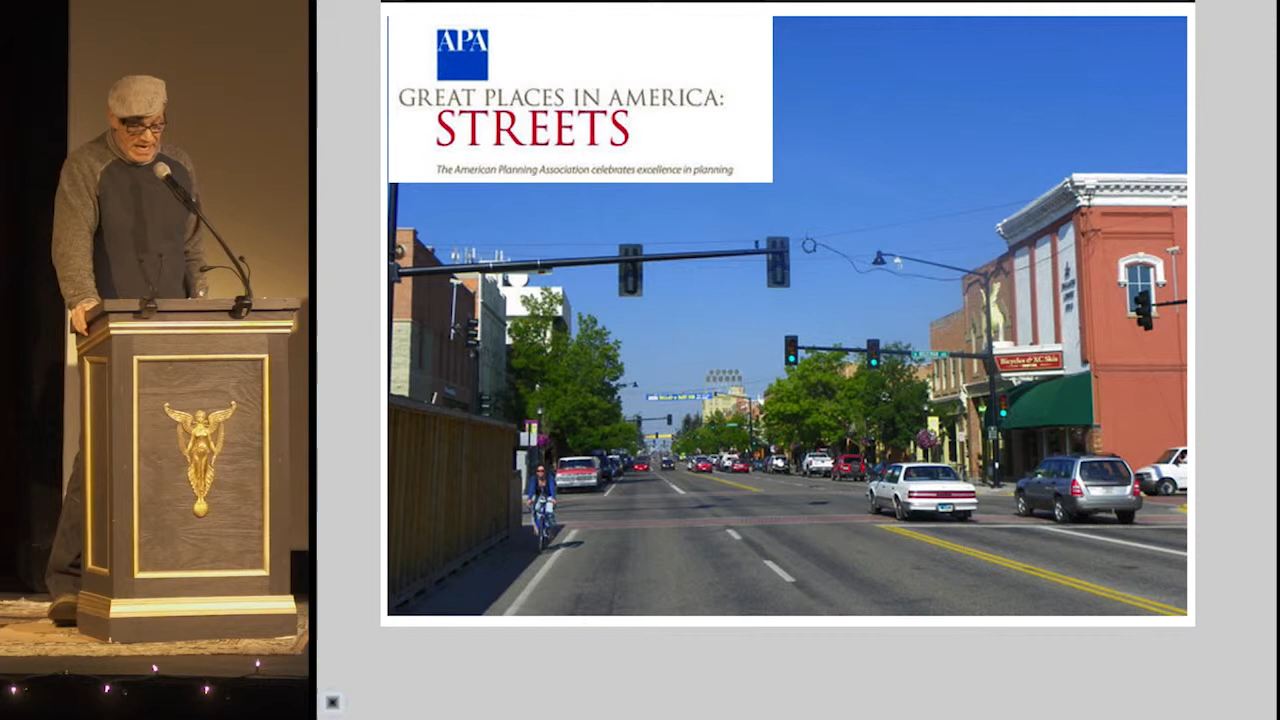 APA
GREAT PLACES IN AMERICA:
STREETS
The American Planning Association celebrates excellence in planning
Bicycles & XC Skis